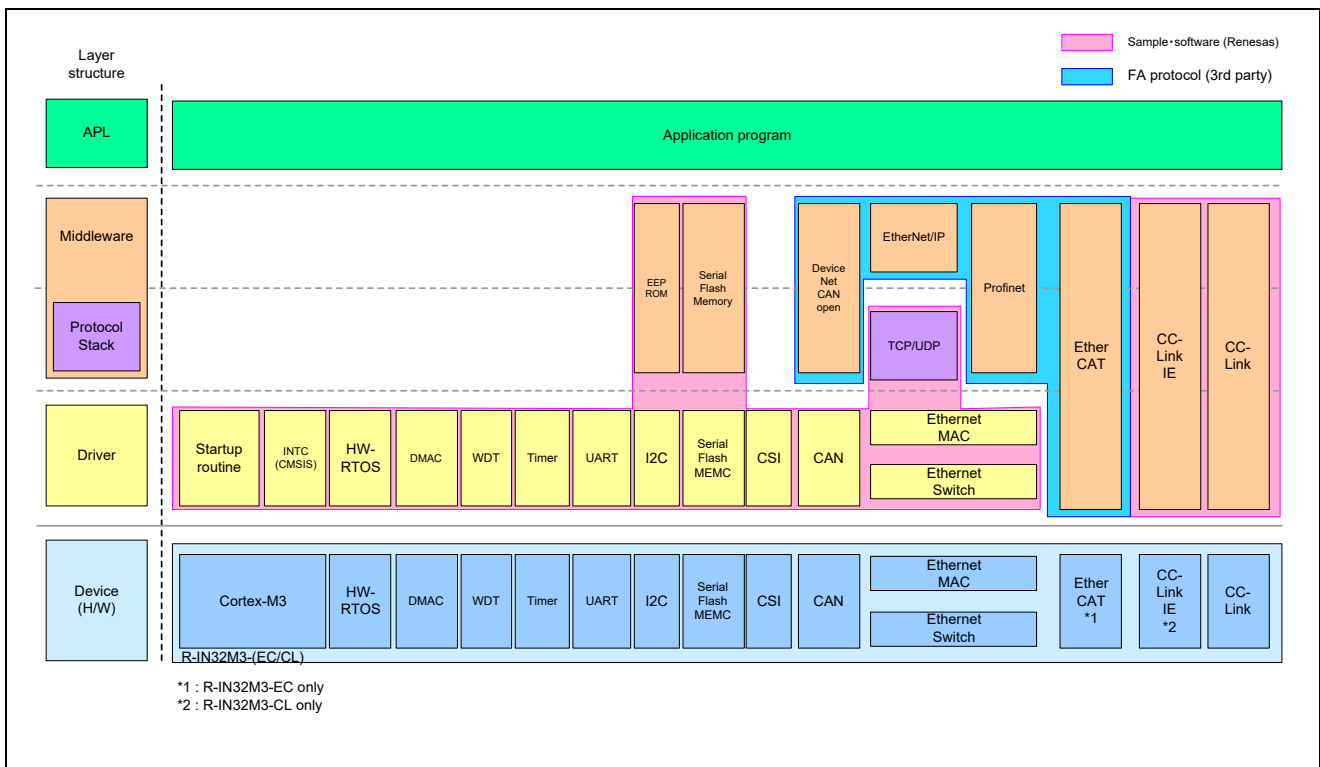 Layer
structure
Sample・software (Renesas)
FA protocol (3rd party)
APL
Application program
Middleware
Protocol
Stack
EEP
ROM
Serial
Flash
Memory
Device
Net
CAN
open
EtherNet/IP
TCP/UDP
Profinet
Ether
CAT
CC-
Link
IE
CC-
Link
Driver
Startup
routine
INTC
(CMSIS)
HW-
RTOS
DMAC
WDT
Timer
UART
I2C
Serial
Flash
MEMC
CSI
CAN
Ethernet
MAC
Ethernet
Switch
Device
(H/W)
Cortex-M3
HW-
RTOS
DMAC
WDT
Timer
UART
I2C
Serial
Flash
MEMC
CSI
CAN
Ethernet
MAC
Ethernet
Switch
Ether
CAT
*1
CC-
Link
IE
*2
CC-
Link
R-IN32M3-(EC/CL)
*1 : R-IN32M3-EC only
*2 : R-IN32M3-CL only